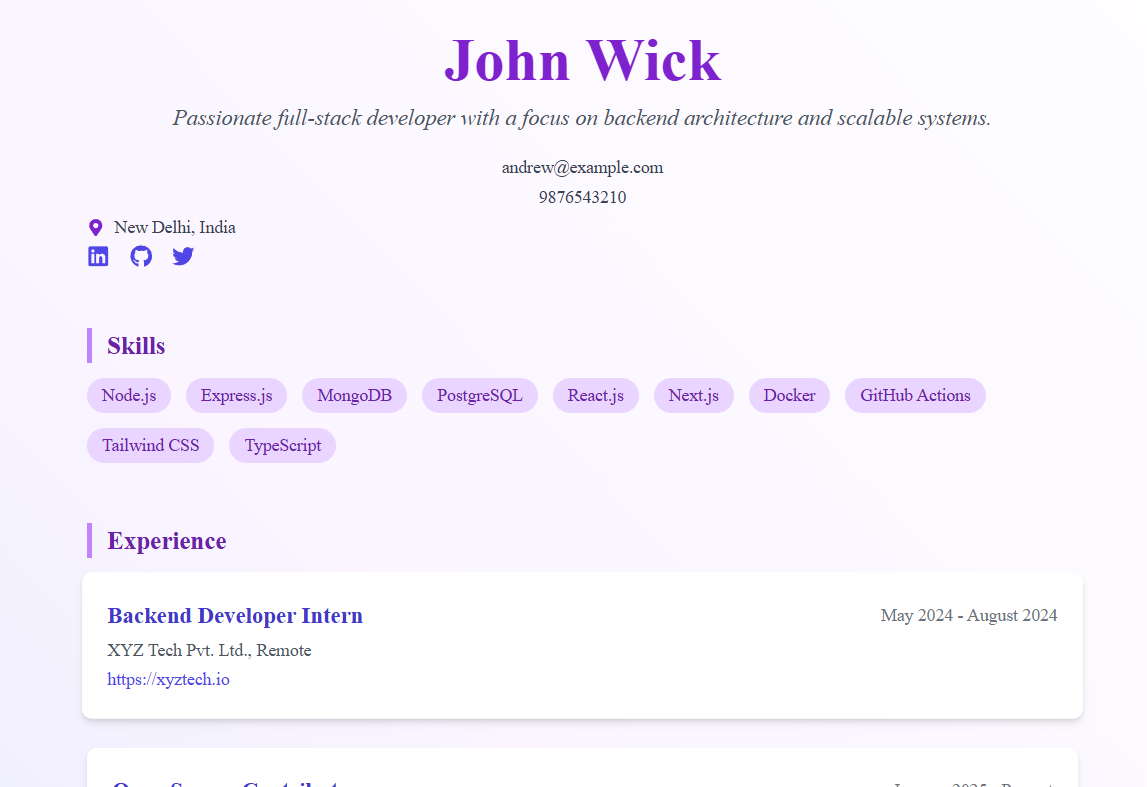 John Wick
Passionate full-stack developer with a focus on backend architecture and scalable systems.
andrew@example.com
9876543210
New Delhi, India
Skills
Node.js Express.js MongoDB PostgreSQL React.js Next.js Docker GitHub Actions
Tailwind CSS TypeScript
Experience
Backend Developer Intern May 2024 - August 2024
XYZ Tech Pvt. Ltd., Remote
https://xyztech.io